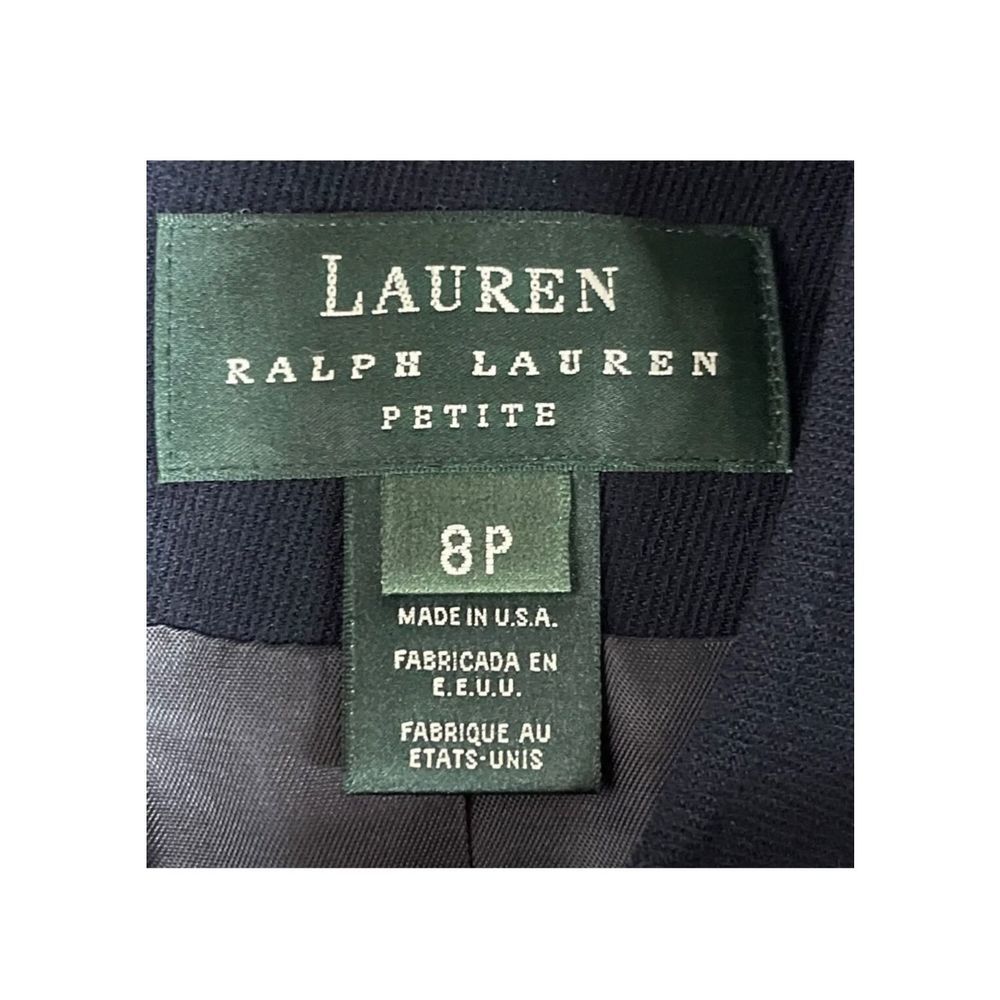 LAUREN
RALPH LAUREN
PETITE
8P
MADE IN U.S.A.
FABRICADA EN
E.E.U.U.
FABRIQUE AU
ETATS-UNIS